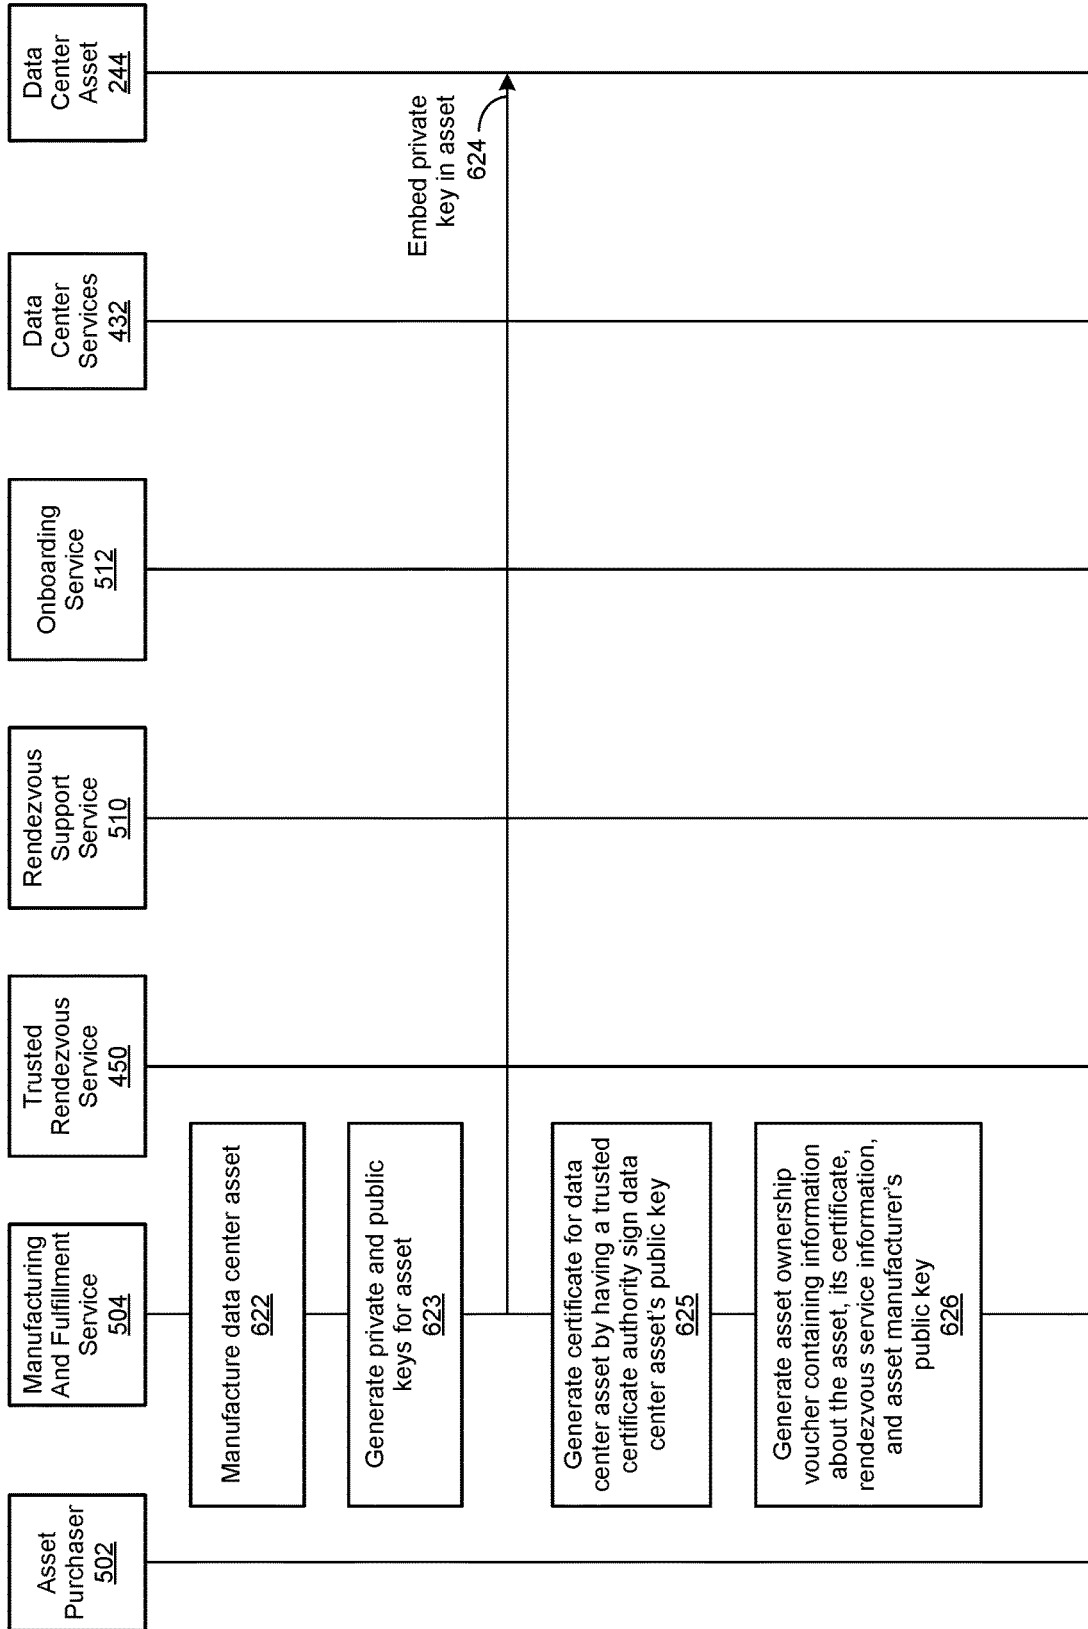 Asset
Purchaser
502
Manufacturing
And Fulfillment
Service
504
Trusted
Rendezvous
Service
450
Rendezvous
Support
Service
510
Onboarding
Service
512
Data
Center
Services
432
Data
Center
Asset
244
Manufacture data center asset
622
Generate private and public
keys for asset
623
Embed private
key in asset
624
Generate certificate for data
center asset by having a trusted
certificate authority sign data
center asset's public key
625
Generate asset ownership
voucher containing information
about the asset, its certificate,
rendezvous service information,
and asset manufacturer's
public key
626